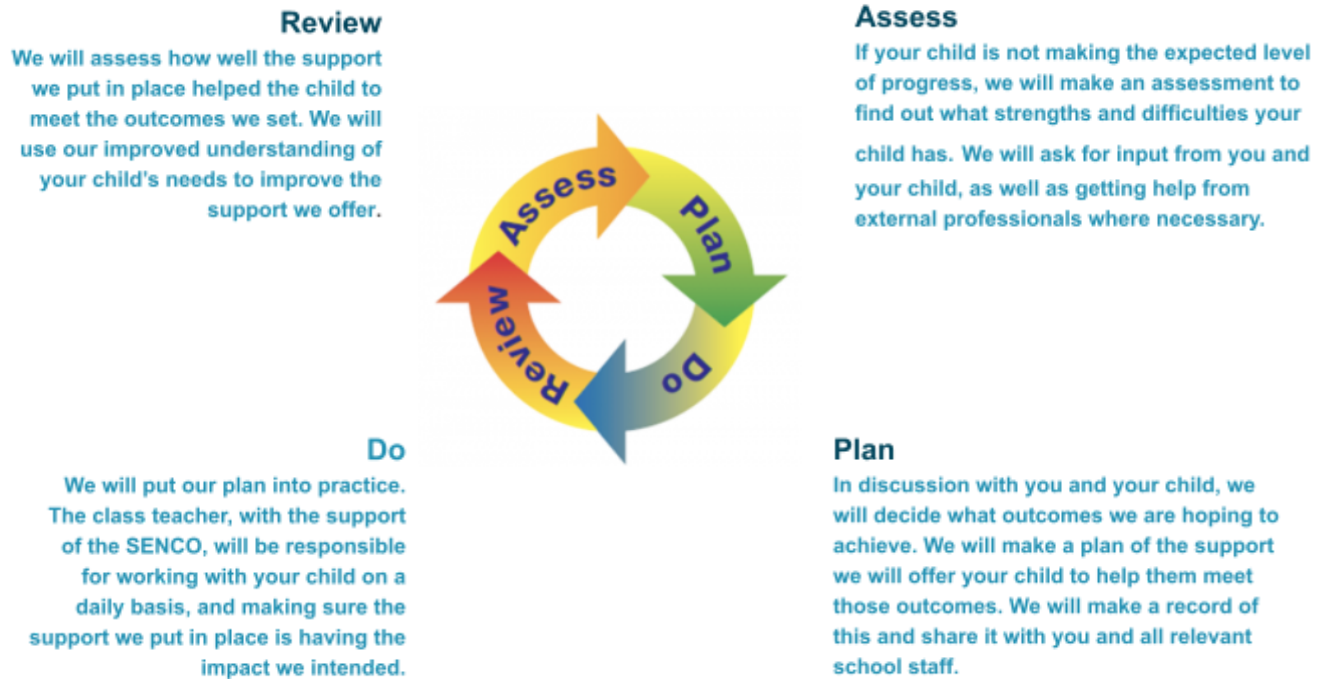 Review
We will assess how well the support
we put in place helped the child to
meet the outcomes we set. We will
use our improved understanding of
your child's needs to improve the
support we offer.
Assess
If your child is not making the expected level
of progress, we will make an assessment to
find out what strengths and difficulties your
child has. We will ask for input from you and
your child, as well as getting help from
external professionals where necessary.
Assess
Plan
Do
Review
Do
We will put our plan into practice.
The class teacher, with the support
of the SENCO, will be responsible
for working with your child on a
daily basis, and making sure the
support we put in place is having the
impact we intended.
Plan
In discussion with you and your child, we
will decide what outcomes we are hoping to
achieve. We will make a plan of the support
we will offer your child to help them meet
those outcomes. We will make a record of
this and share it with you and all relevant
school staff.